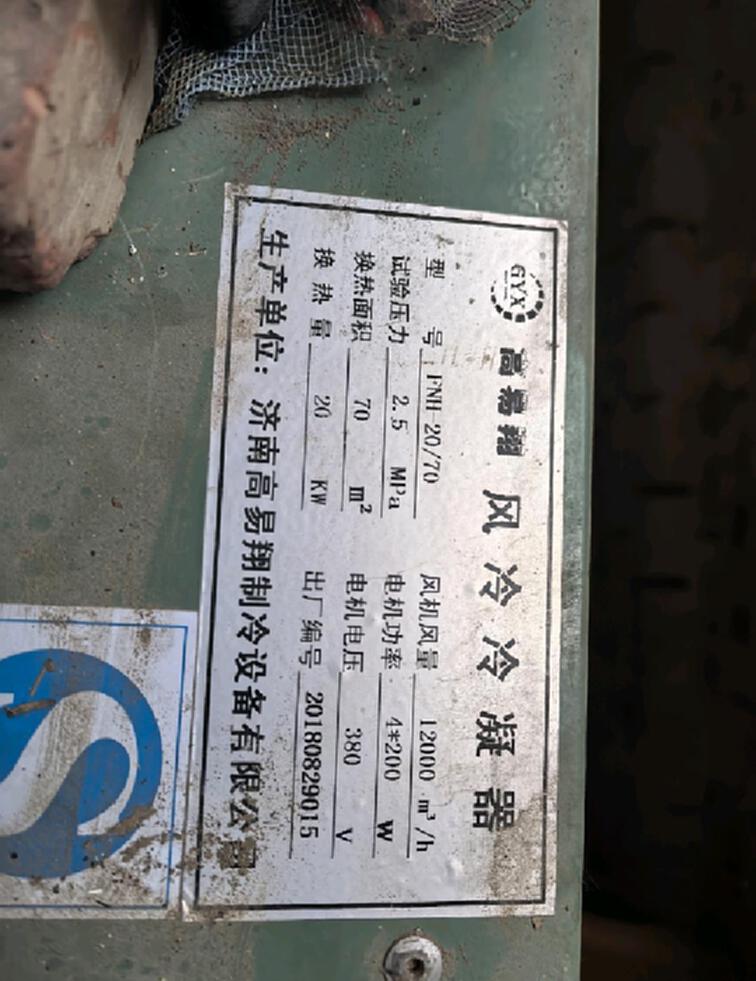 GYX 高易翔 风冷冷凝器
型号 FNH-20/70 风机风量 12000 m³/h
试验压力 2.5 MPa 电机功率 4*200 W
换热面积 70 m² 电机电压 380 V
换热量 20 KW 出厂编号 20180829015
生产单位：济南高易翔制冷设备有限公司